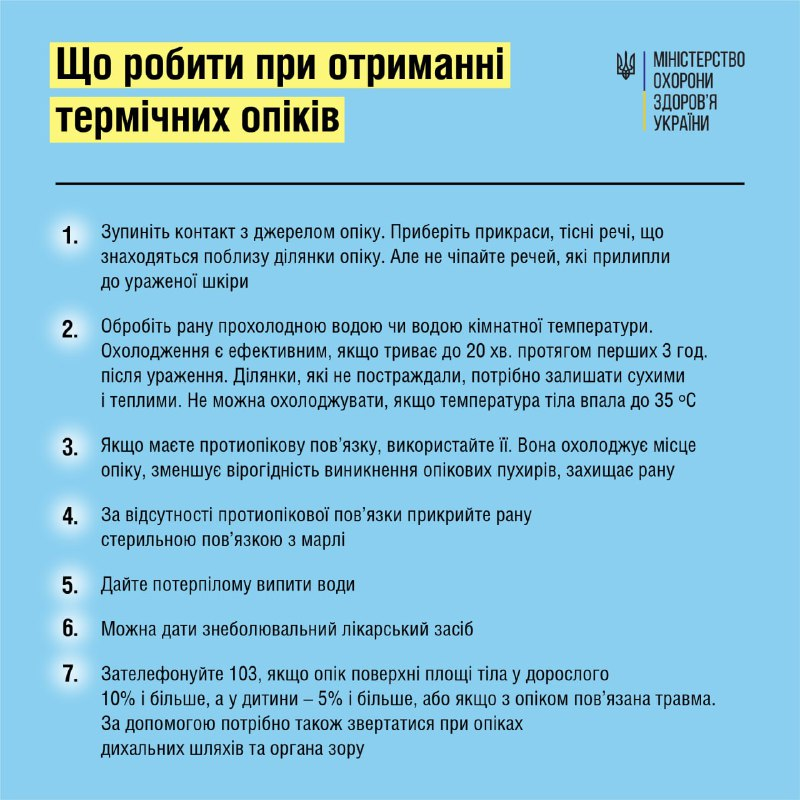 Що робити при отриманні
термічних опіків
МІНІСТЕРСТВО
ОХОРОНИ
ЗДОРОВ'Я
УКРАЇНИ
1. Зупиніть контакт з джерелом опіку. Приберіть прикраси, тісні речі, що
знаходяться поблизу ділянки опіку. Але не чіпайте речей, які прилипли
до ураженої шкіри
2. Обробіть рану прохолодною водою чи водою кімнатної температури.
Охолодження є ефективним, якщо триває до 20 хв. протягом перших 3 год.
після ураження. Ділянки, які не постраждали, потрібно залишати сухими
і теплими. Не можна охолоджувати, якщо температура тіла впала до 35 ºС
3. Якщо маєте протиопікову пов’язку, використайте її. Вона охолоджує місце
опіку, зменшує вірогідність виникнення опікових пухирів, захищає рану
4. За відсутності протиопікової пов’язки прикрийте рану
стерильною пов’язкою з марлі
5. Дайте потерпілому випити води
6. Можна дати знеболювальний лікарський засіб
7. Зателефонуйте 103, якщо опік поверхні площі тіла у дорослого
10% і більше, а у дитини – 5% і більше, або якщо з опіком пов’язана травма.
За допомогою потрібно також звертатися при опіках
дихальних шляхів та органа зору